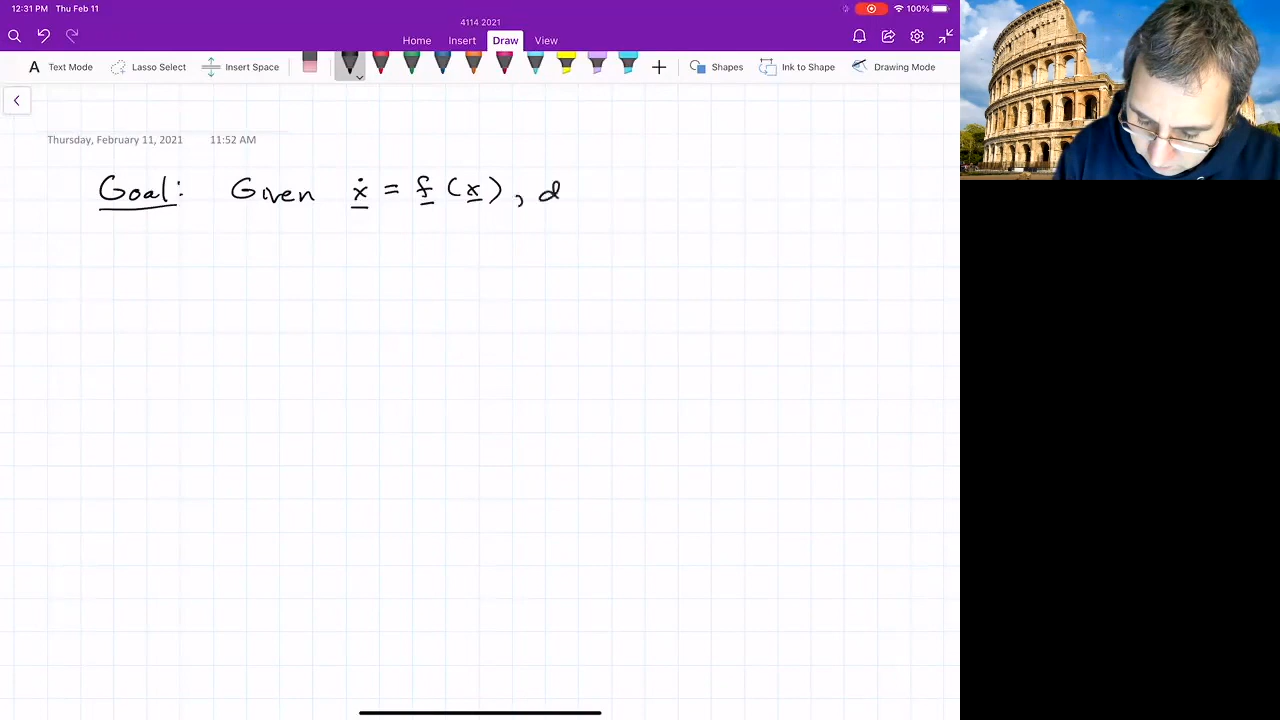 12:31 PM Thu Feb 11 100%
4114 2021
Home Insert Draw View
A Text Mode Lasso Select Insert Space Shapes Ink to Shape Drawing Mode
Thursday, February 11, 2021 11:52 AM
Goal: Given ẋ = f (x), d